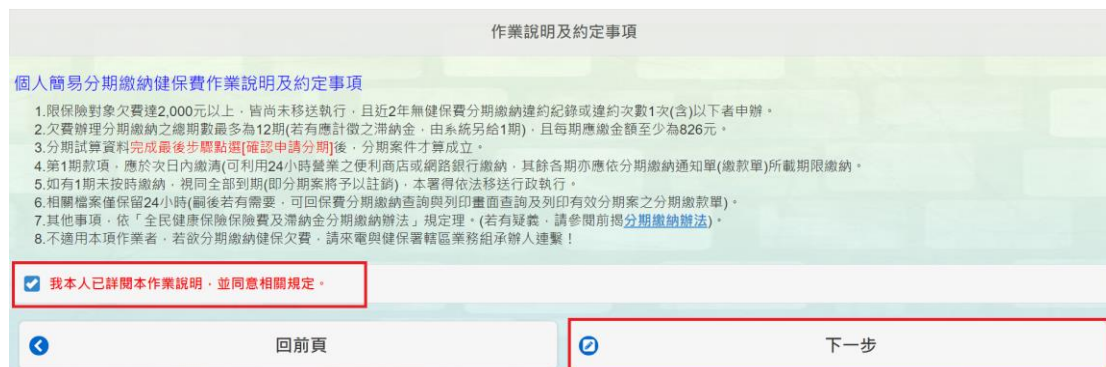 作業說明及約定事項
個人簡易分期繳納健保費作業說明及約定事項
1.限保險對象欠費達2,000元以上，皆尚未移送執行，且近2年無健保費分期繳納違約紀錄或違約次數1次(含)以下者申辦。
2.欠費辦理分期繳納之總期數最多為12期(若有應計徵之滯納金，由系統另給1期)，且每期應繳金額至少為826元。
3.分期試算資料完成最後步驟點選[確認申請分期]後，分期案件才算成立。
4.第1期款項，應於次日內繳清(可利用24小時營業之便利商店或網路銀行繳納，其餘各期亦應依分期繳納通知單(繳款單)所載期限繳納。
5.如有1期未按時繳納，視同全部到期(即分期案將予以註銷)，本署得依法移送行政執行。
6.相關檔案僅保留24小時(嗣後若有需要，可回保費分期繳納查詢與列印畫面查詢及列印有效分期案之分期繳款單)。
7.其他事項，依「全民健康保險保險費及滯納金分期繳納辦法」規定理。(若有疑義，請參閱前揭分期繳納辦法)。
8.不適用本項作業者，若欲分期繳納健保欠費，請來電與健保署轄區業務組承辦人連繫！
我本人已詳閱本作業說明，並同意相關規定。
回前頁
下一步